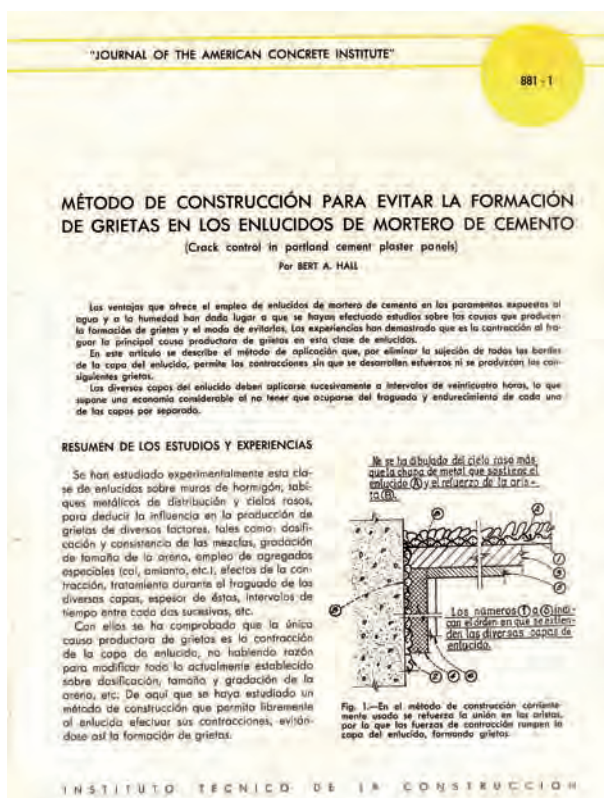 "JOURNAL OF THE AMERICAN CONCRETE INSTITUTE"
881 - 1
MÉTODO DE CONSTRUCCIÓN PARA EVITAR LA FORMACIÓN
DE GRIETAS EN LOS ENLUCIDOS DE MORTERO DE CEMENTO
(Crack control in portland cement plaster panels)
Por BERT A. HALL
Las ventajas que ofrece el empleo de enlucidos de mortero de cemento en los paramentos expuestos al
agua y a la humedad han dado lugar a que se hayan efectuado estudios sobre las causas que producen
la formación de grietas y el modo de evitarlas. Las experiencias han demostrado que es la contracción al fra-
guar la principal causa productora de grietas en esta clase de enlucidos.
En este artículo se describe el método de aplicación que, por eliminar la sujeción de todos los bordes
de la capa del enlucido, permite las contracciones sin que se desarrollen esfuerzos ni se produzcan las con-
siguientes grietas.
Las diversas capas del enlucido deben aplicarse sucesivamente a intervalos de veinticuatro horas, lo que
supone una economía considerable al no tener que ocuparse del fraguado y endurecimiento de cada una
de las capas por separado.
RESUMEN DE LOS ESTUDIOS Y EXPERIENCIAS
Se han estudiado experimentalmente esta cla-
se de enlucidos sobre muros de hormigón, tabi-
ques metálicos de distribución y cielos rasos,
para deducir la influencia en la producción de
grietas de diversos factores, tales como: dosifi-
cación y consistencia de las mezclas, gradación
de tamaño de la arena, empleo de agregados
especiales (cal, amianto, etc.), efectos de la con-
tracción, tratamiento durante el fraguado de las
diversas capas, espesor de éstas, intervalos de
tiempo entre cada dos sucesivas, etc.
Con ellos se ha comprobado que la única
causa productora de grietas es la contracción
de la capa de enlucido, no habiendo razón
para modificar todo lo actualmente establecido
sobre dosificación, tamaño y gradación de la
arena, etc. De aquí que se haya estudiado un
método de construcción que permita libremente
al enlucido efectuar sus contracciones, evitán-
dose así la formación de grietas.
No se ha dibujado del cielo raso más
que la chapa de metal que sostiene el
enlucido (A) y el refuerzo de la aris-
ta (B).
Los números (1) a (6) indi-
can el orden en que se extien-
den las diversas capas de
enlucido.
Fig. 1.—En el método de construcción corriente-
mente usado se refuerza la unión en las aristas,
por lo que las fuerzas de contracción rompen la
capa del enlucido, formando grietas.
INSTITUTO TECNICO DE LA CONSTRUCCION